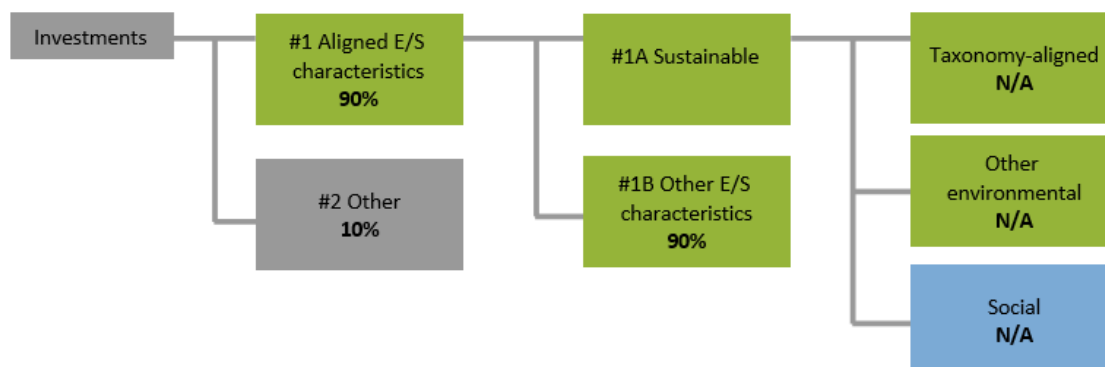 Investments
#1 Aligned E/S
characteristics
90%
#2 Other
10%
#1A Sustainable
#1B Other E/S
characteristics
90%
Taxonomy-aligned
N/A
Other
environmental
N/A
Social
N/A